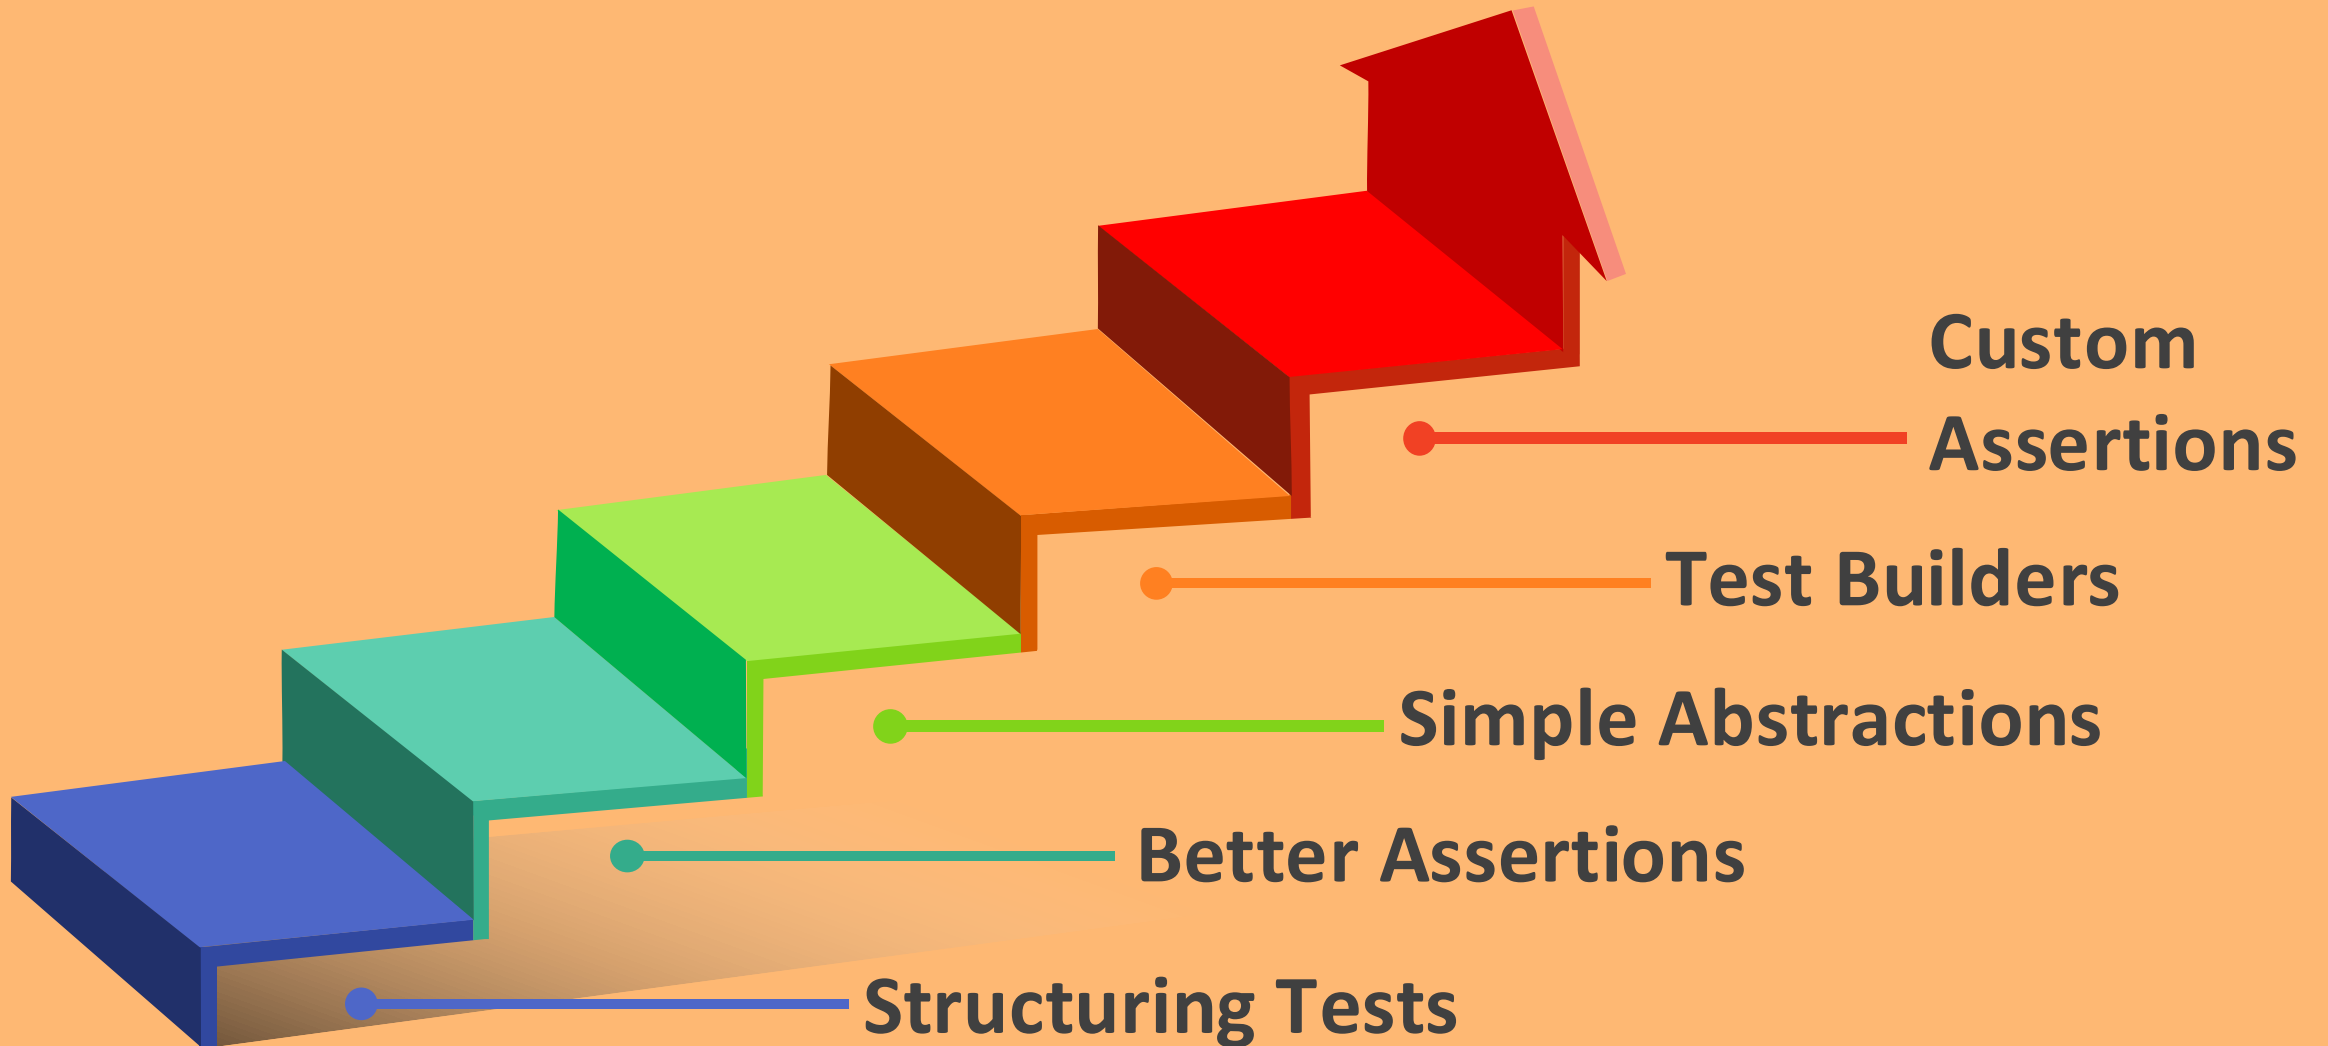 Custom
Assertions
Test Builders
Simple Abstractions
Better Assertions
Structuring Tests